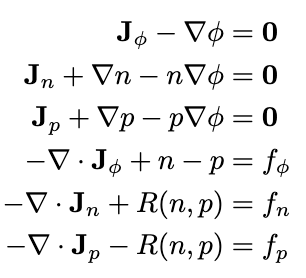 𝐉_ϕ − ∇ϕ = 𝟎
𝐉_n + ∇n − n∇ϕ = 𝟎
𝐉_p + ∇p − p∇ϕ = 𝟎
−∇ · 𝐉_ϕ + n − p = f_ϕ
−∇ · 𝐉_n + R(n, p) = f_n
−∇ · 𝐉_p − R(n, p) = f_p